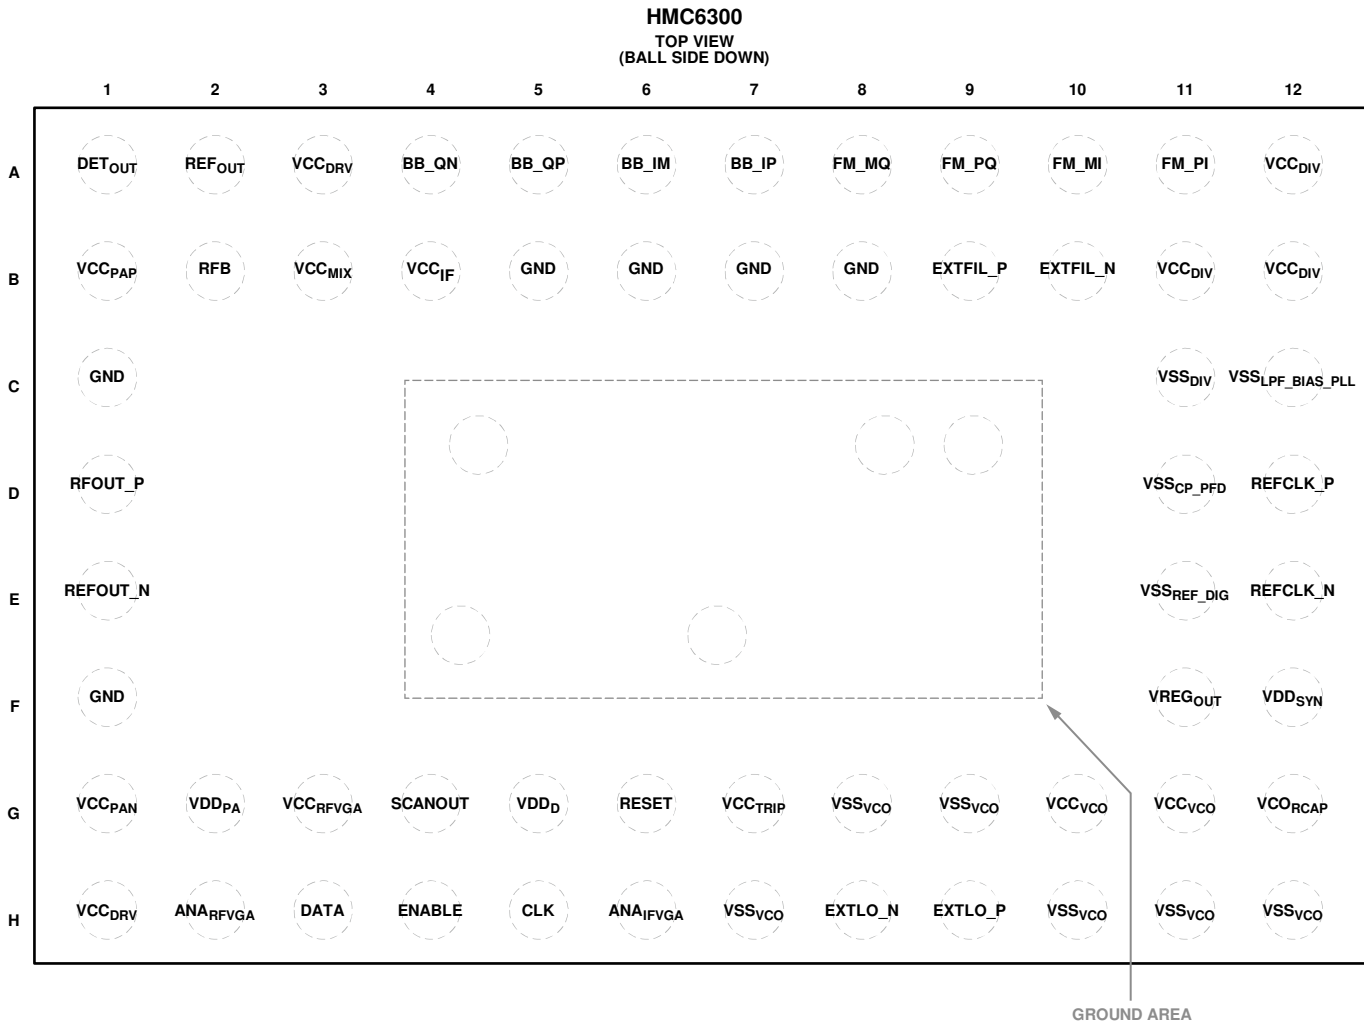 HMC6300
TOP VIEW
(BALL SIDE DOWN)
1 2 3 4 5 6 7 8 9 10 11 12
A DETOUT REFOUT VCCDRV BB_QN BB_QP BB_IM BB_IP FM_MQ FM_PQ FM_MI FM_PI VCCDIV
B VCCPAP RFB VCCMIX VCCIF GND GND GND GND EXTFIL_P EXTFIL_N VCCDIV VCCDIV
C GND VSSDIV VSSLPF_BIAS_PLL
D RFOUT_P VSSCP_PFD REFCLK_P
E REFOUT_N VSSREF_DIG REFCLK_N
F GND VREGOUT VDDSYN
G VCCPAN VDDPA VCCRFVGA SCANOUT VDDD RESET VCCTRIP VSSVCO VSSVCO VCCVCO VCCVCO VCORCAP
H VCCDRV ANARFVGA DATA ENABLE CLK ANAIFVGA VSSVCO EXTLO_N EXTLO_P VSSVCO VSSVCO VSSVCO
GROUND AREA